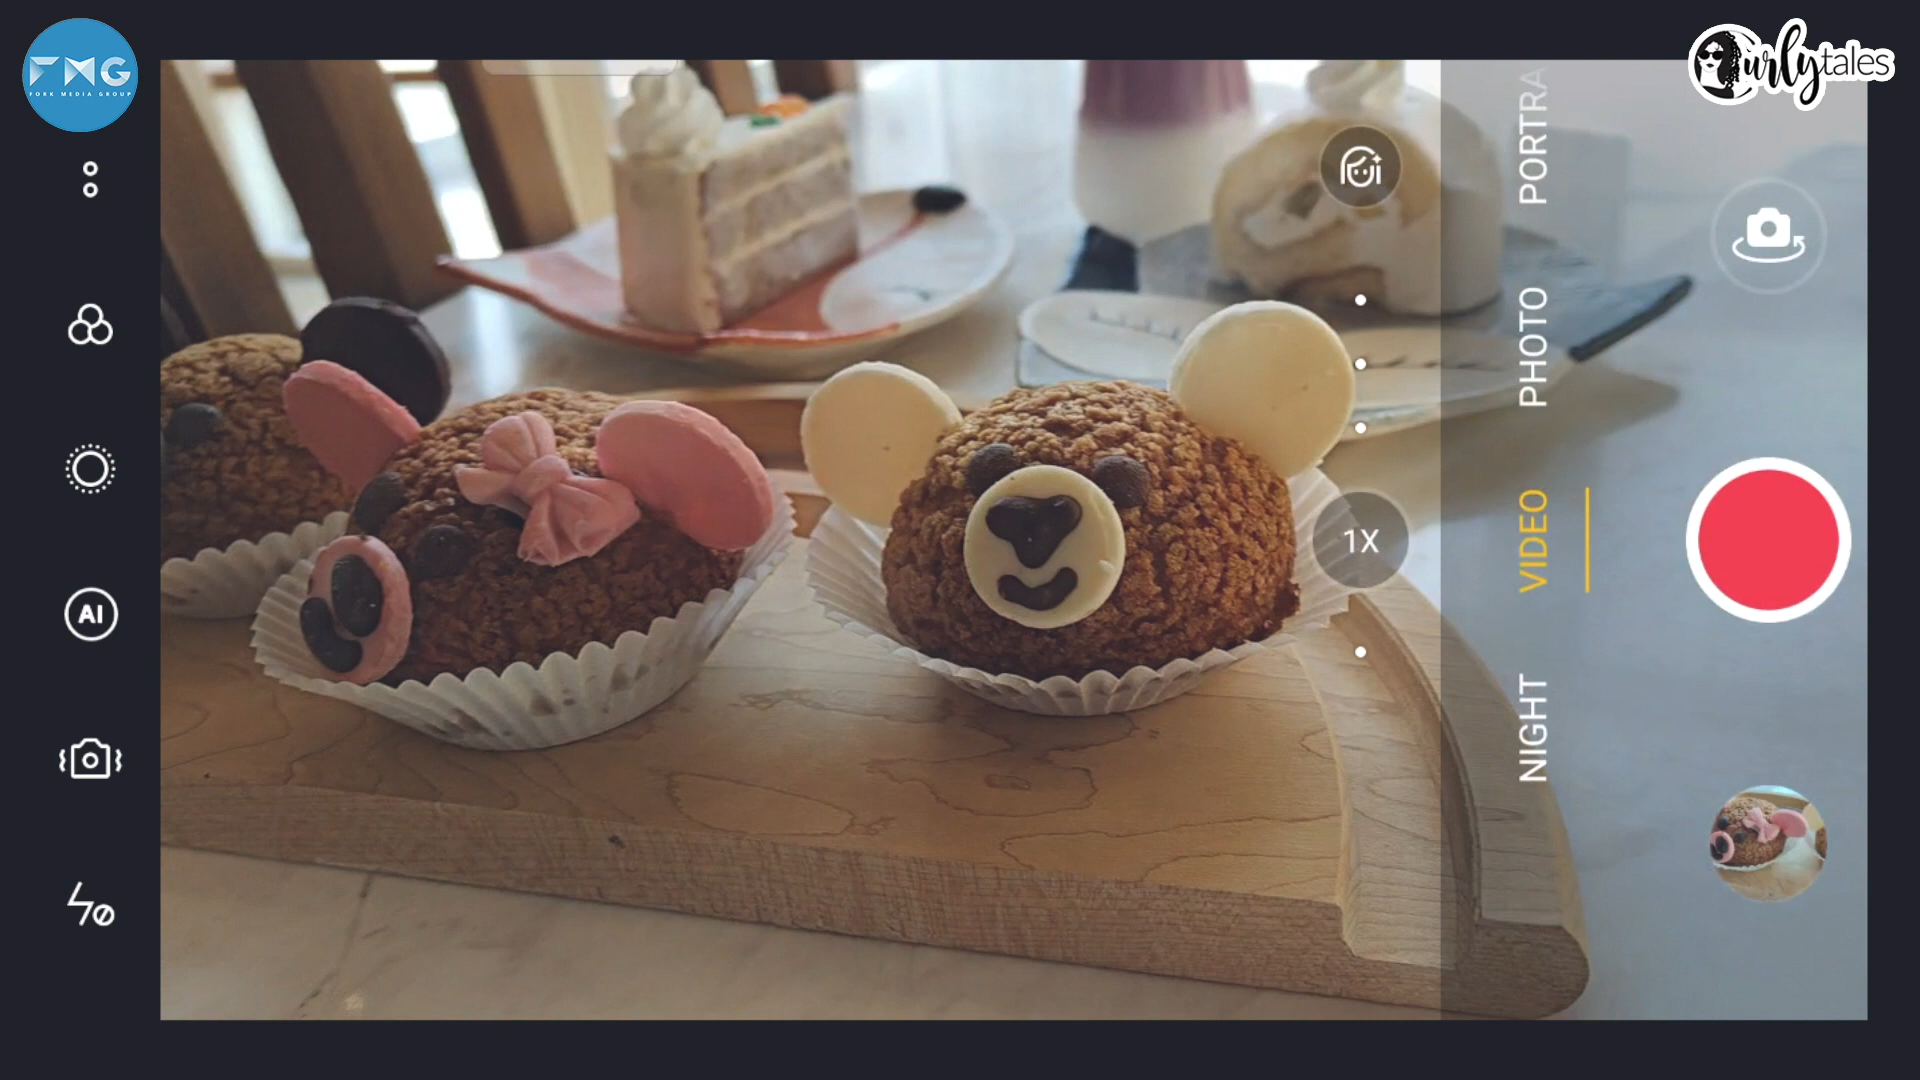 FMG
FORK MEDIA GROUP
Curlytales
AI
1X
PORTRA
PHOTO
VIDEO
NIGHT